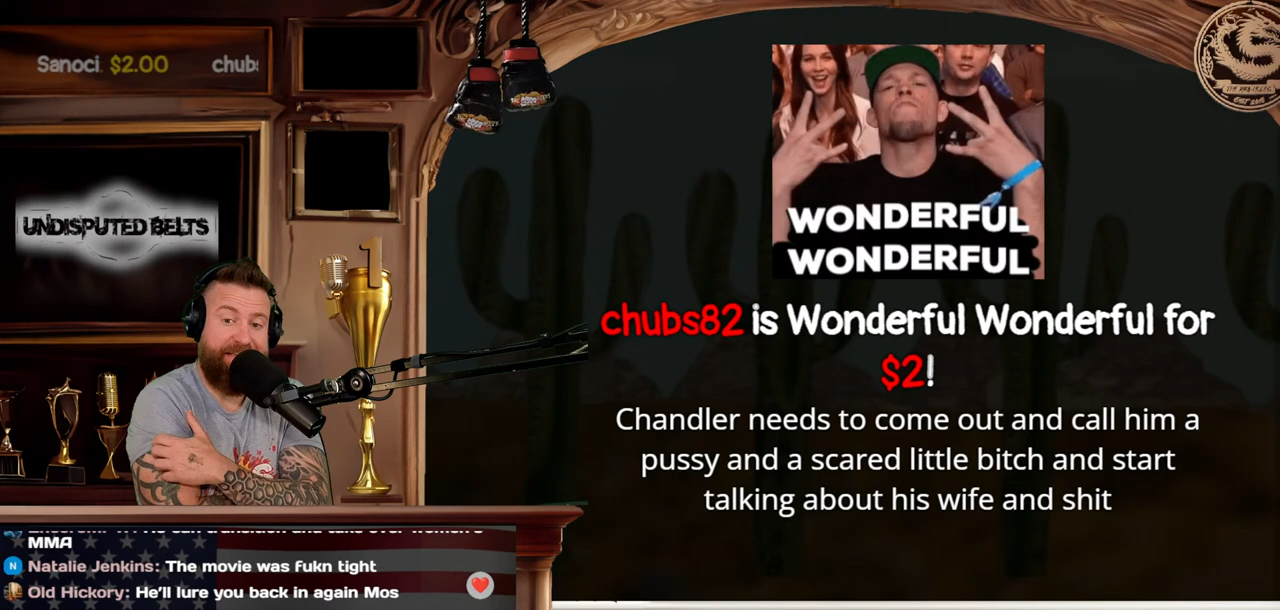 Sanoci $2.00 chubs
UNDISPUTED BELTS
WONDERFUL
WONDERFUL
chubs82 is Wonderful Wonderful for
$2!
Chandler needs to come out and call him a
pussy and a scared little bitch and start
talking about his wife and shit
MMA
N Natalie Jenkins: The movie was fukn tight
Old Hickory: He'll lure you back in again Mos